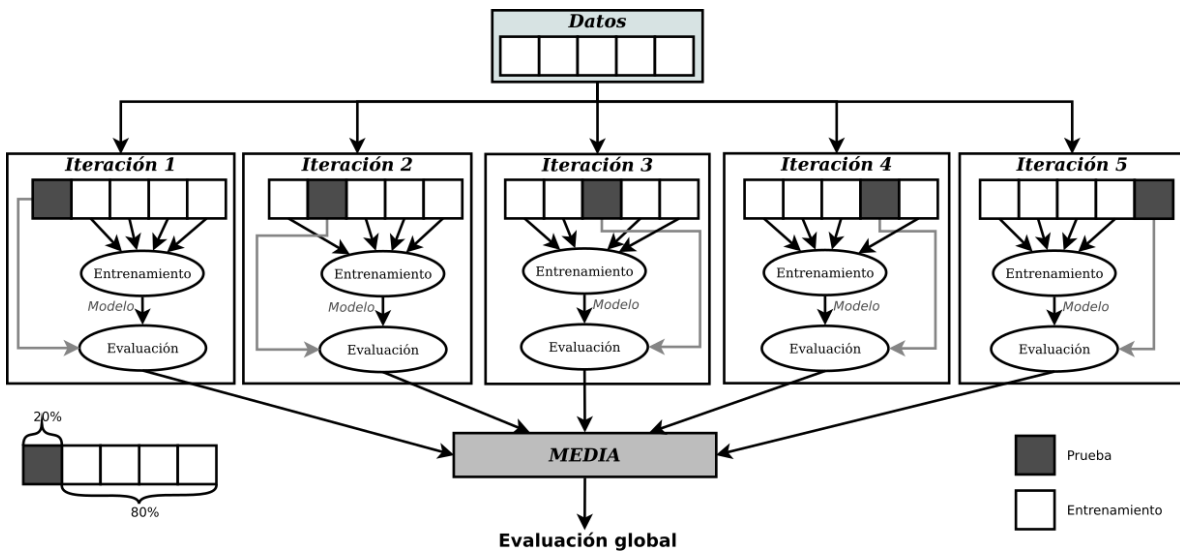 Datos
Iteración 1
Iteración 2
Iteración 3
Iteración 4
Iteración 5
Entrenamiento
Entrenamiento
Entrenamiento
Entrenamiento
Entrenamiento
Modelo
Modelo
Modelo
Modelo
Modelo
Evaluación
Evaluación
Evaluación
Evaluación
Evaluación
20%
80%
MEDIA
Prueba
Entrenamiento
Evaluación global